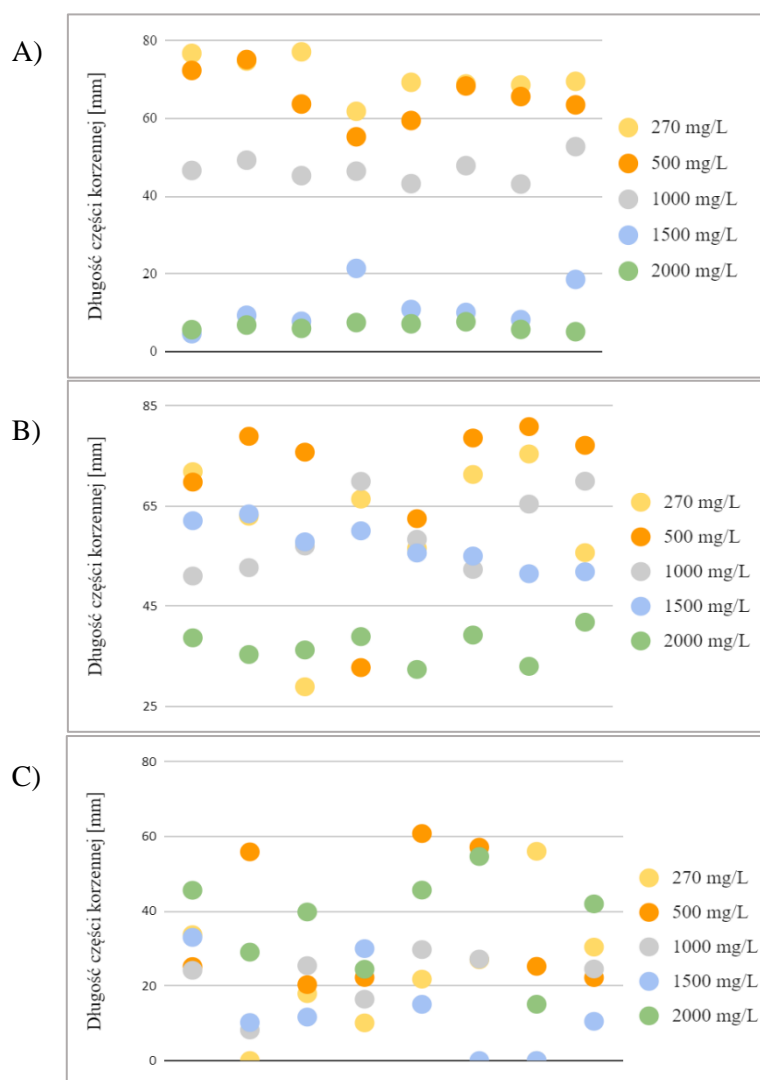 A)
Długość części korzennej [mm]
80
60
40
20
0
270 mg/L
500 mg/L
1000 mg/L
1500 mg/L
2000 mg/L
B)
Długość części korzennej [mm]
85
65
45
25
270 mg/L
500 mg/L
1000 mg/L
1500 mg/L
2000 mg/L
C)
Długość części korzennej [mm]
80
60
40
20
0
270 mg/L
500 mg/L
1000 mg/L
1500 mg/L
2000 mg/L